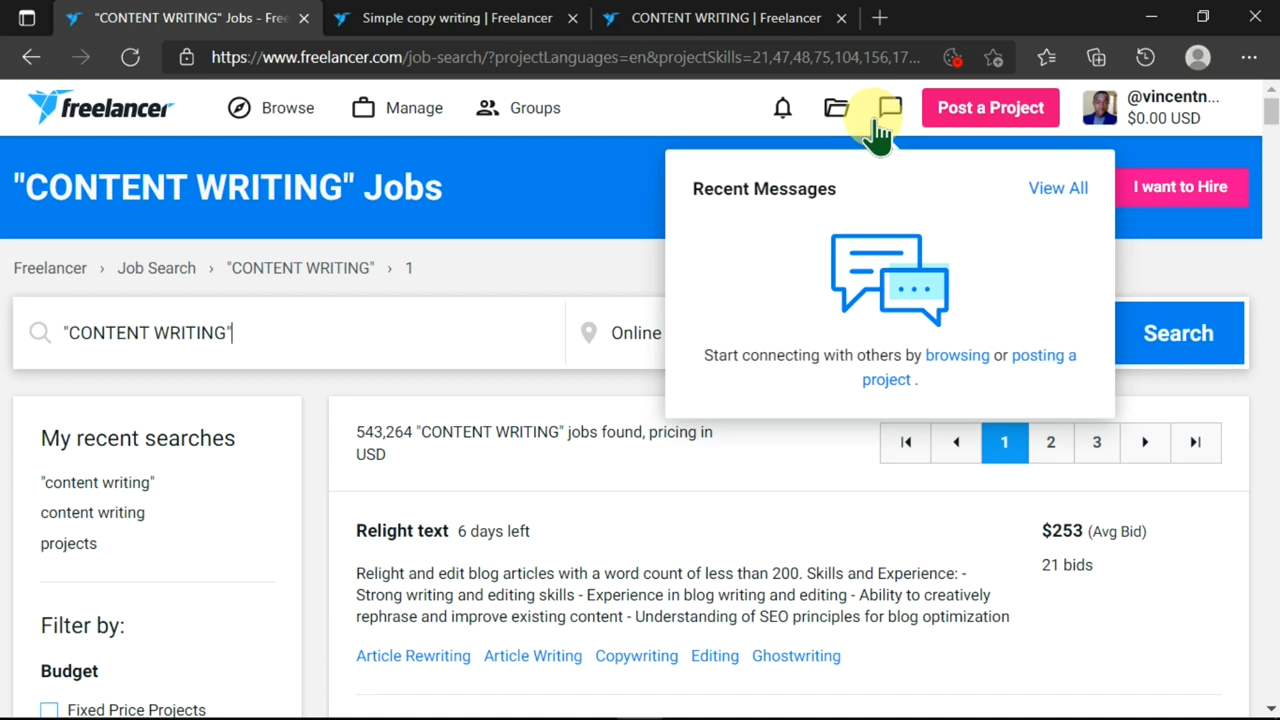 "CONTENT WRITING" Jobs - Free
Simple copy writing | Freelancer
CONTENT WRITING | Freelancer
https://www.freelancer.com/job-search/?projectLanguages=en&projectSkills=21,47,48,75,104,156,17...
freelancer
Browse
Manage
Groups
Post a Project
@vincentn...
$0.00 USD
"CONTENT WRITING" Jobs
I want to Hire
Recent Messages
View All
Start connecting with others by browsing or posting a
project .
Freelancer › Job Search › "CONTENT WRITING" › 1
"CONTENT WRITING"
Online
Search
My recent searches
"content writing"
content writing
projects
Filter by:
Budget
Fixed Price Projects
543,264 "CONTENT WRITING" jobs found, pricing in
USD
1 2 3
Relight text 6 days left
$253 (Avg Bid)
21 bids
Relight and edit blog articles with a word count of less than 200. Skills and Experience: -
Strong writing and editing skills - Experience in blog writing and editing - Ability to creatively
rephrase and improve existing content - Understanding of SEO principles for blog optimization
Article Rewriting Article Writing Copywriting Editing Ghostwriting